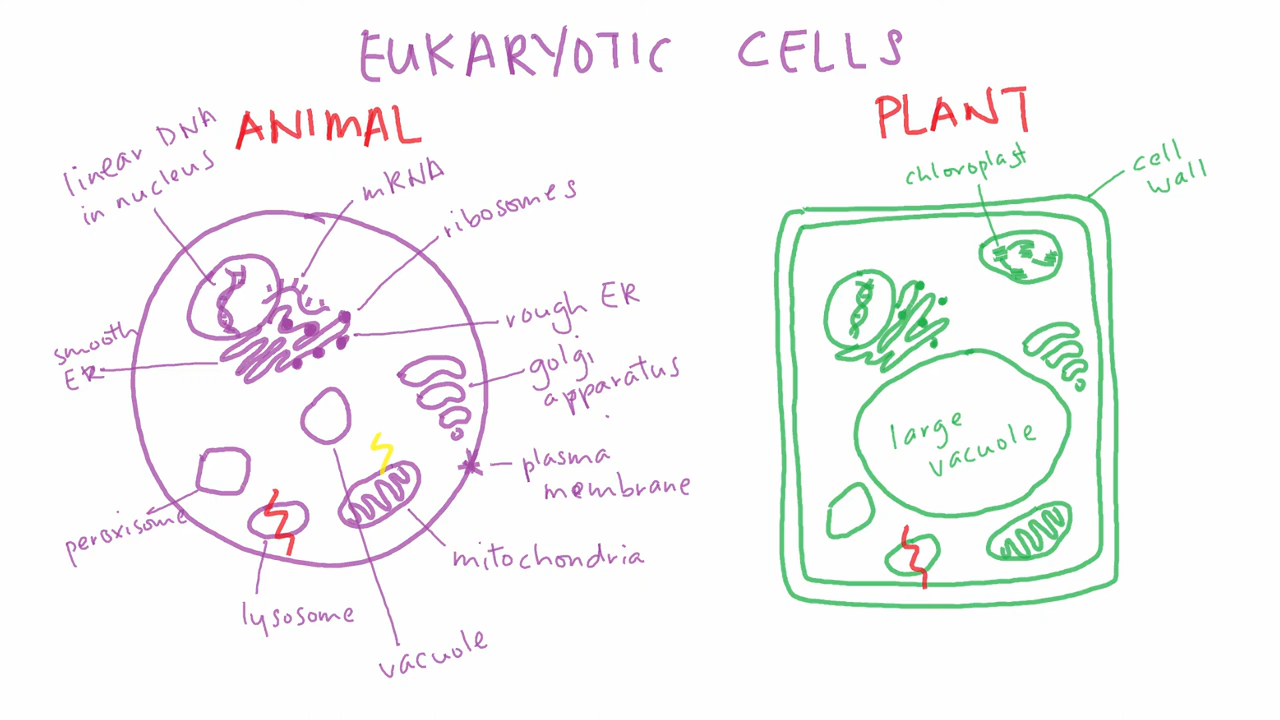 EUKARYOTIC CELLS
ANIMAL
linear DNA
in nucleus
mRNA
ribosomes
smooth
ER
rough ER
golgi
apparatus
plasma
membrane
peroxisome
mitochondria
lysosome
vacuole
PLANT
chloroplast
cell
wall
large
vacuole